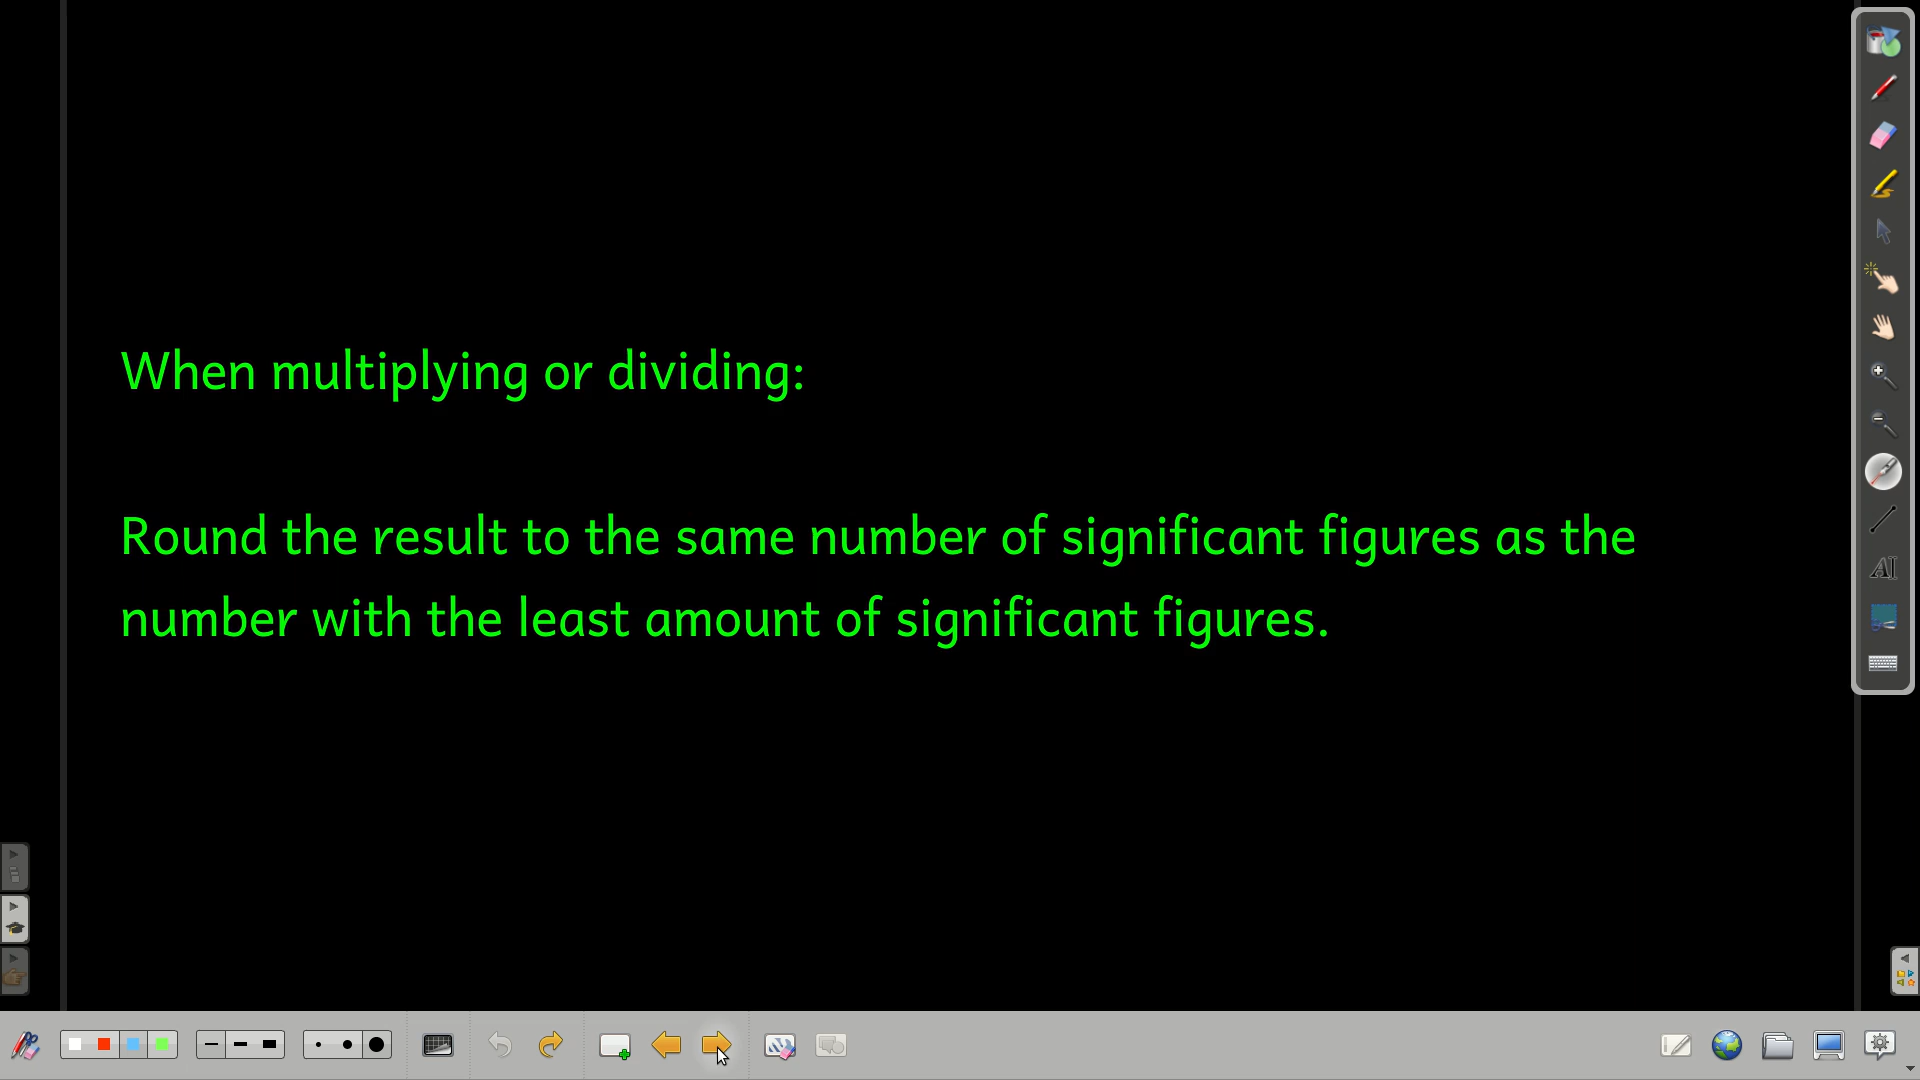 When multiplying or dividing:
Round the result to the same number of significant figures as the
number with the least amount of significant figures.
AI